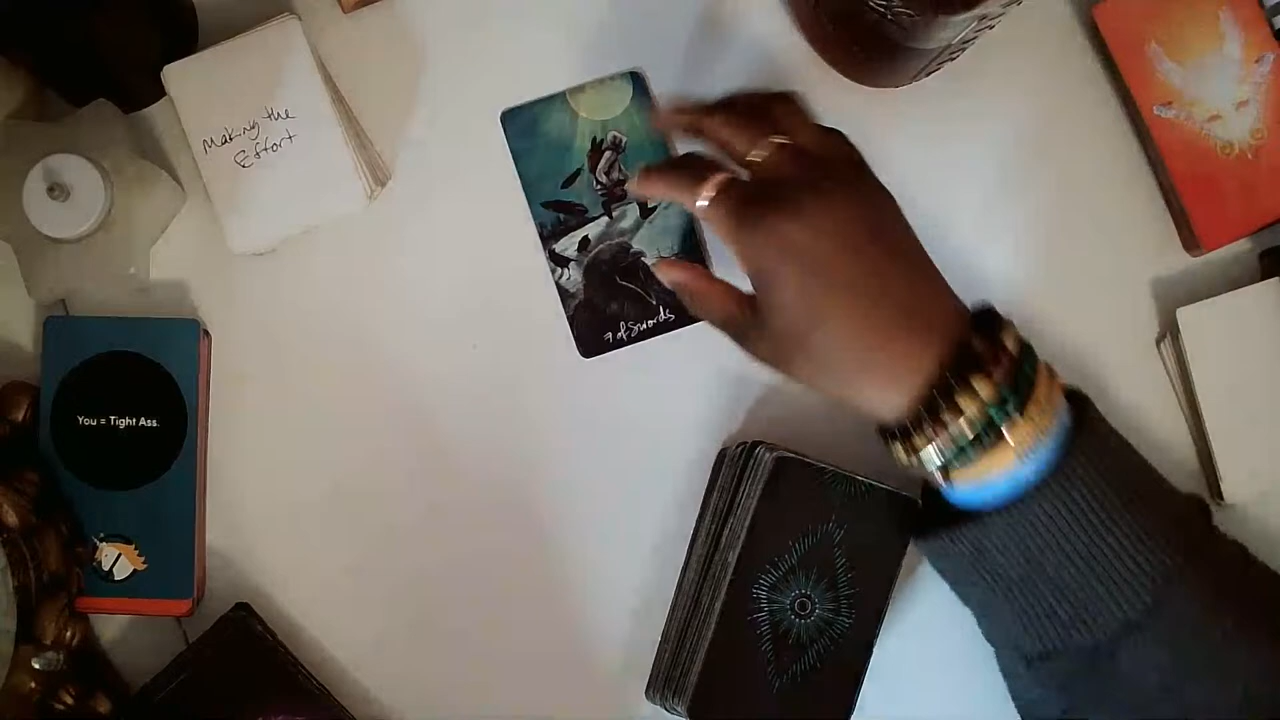 Making the
Effort
7 of Swords
You = Tight Ass.